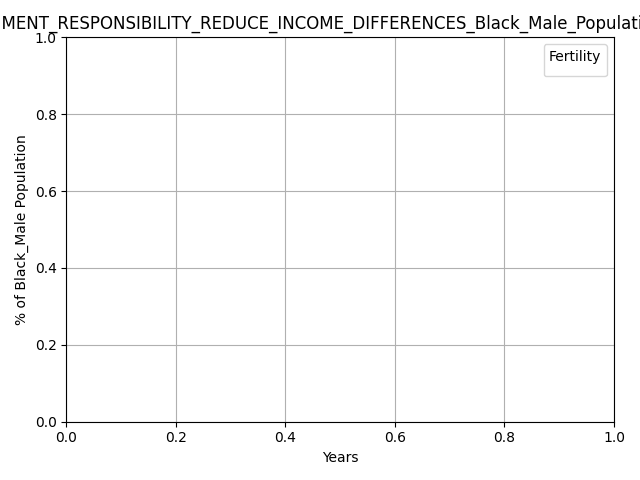 MENT_RESPONSIBILITY_REDUCE_INCOME_DIFFERENCES_Black_Male_Populati
Fertility
1.0
0.8
0.6
0.4
0.2
0.0
% of Black_Male Population
0.0 0.2 0.4 0.6 0.8 1.0
Years